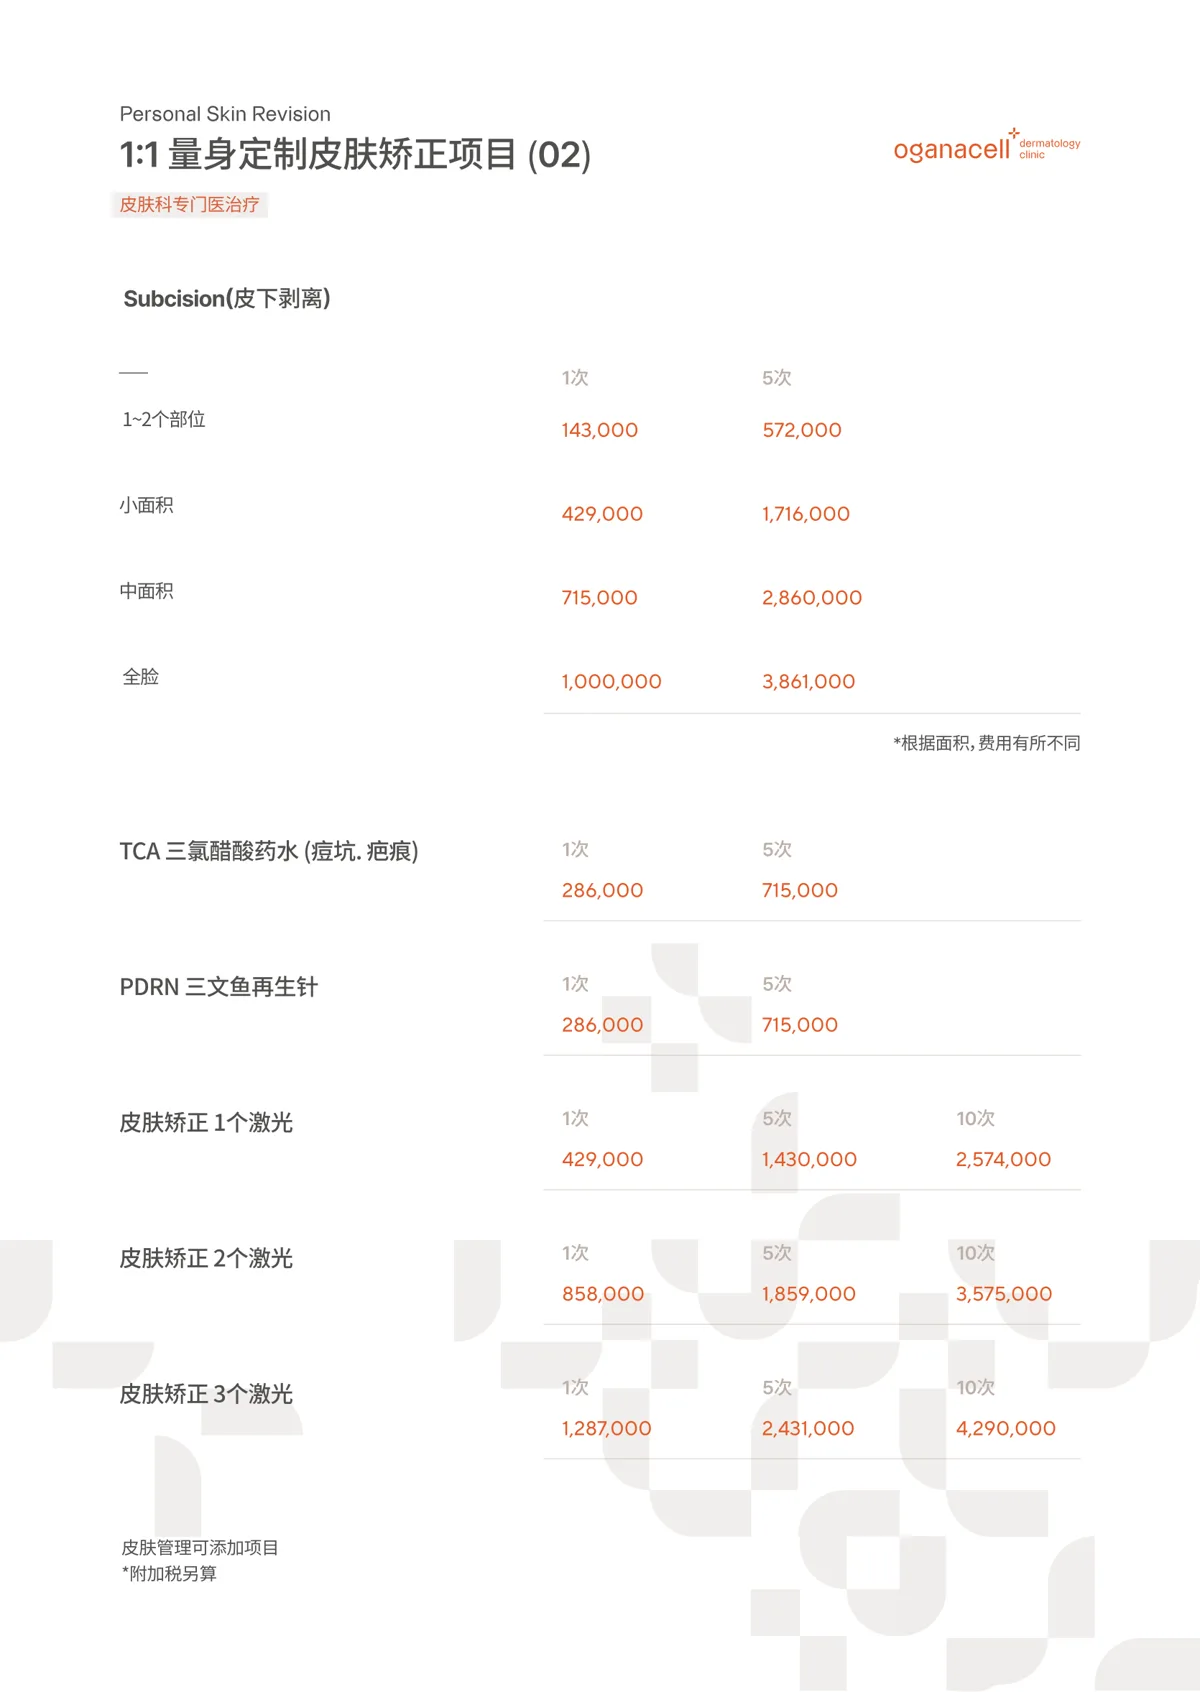 Personal Skin Revision
1:1 量身定制皮肤矫正项目 (02)
oganacell dermatology clinic
皮肤科专门医治疗
Subcision(皮下剥离)
1次 5次
1~2个部位 143,000 572,000
小面积 429,000 1,716,000
中面积 715,000 2,860,000
全脸 1,000,000 3,861,000
*根据面积,费用有所不同
TCA 三氯醋酸药水 (痘坑. 疤痕) 1次 5次
286,000 715,000
PDRN 三文鱼再生针 1次 5次
286,000 715,000
皮肤矫正 1个激光 1次 5次 10次
429,000 1,430,000 2,574,000
皮肤矫正 2个激光 1次 5次 10次
858,000 1,859,000 3,575,000
皮肤矫正 3个激光 1次 5次 10次
1,287,000 2,431,000 4,290,000
皮肤管理可添加项目
*附加税另算